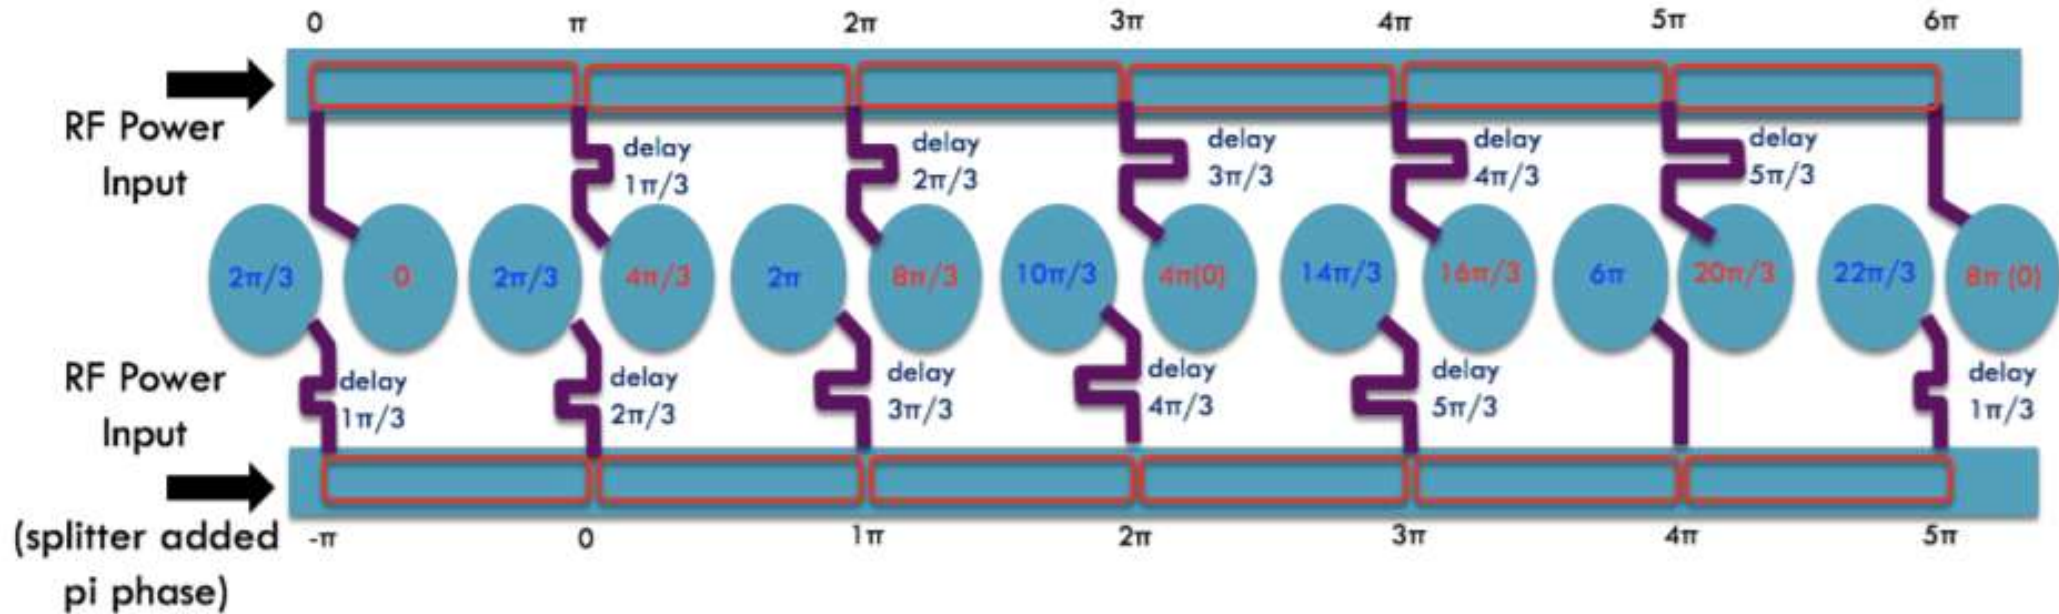 0 π 2π 3π 4π 5π 6π
RF Power
Input
delay
1π/3
delay
2π/3
delay
3π/3
delay
4π/3
delay
5π/3
2π/3 0 2π/3 4π/3 2π 8π/3 10π/3 4π(0) 14π/3 16π/3 6π 20π/3 22π/3 8π (0)
RF Power
Input
delay
1π/3
delay
2π/3
delay
3π/3
delay
4π/3
delay
5π/3
delay
1π/3
(splitter added
pi phase)
-π 0 1π 2π 3π 4π 5π